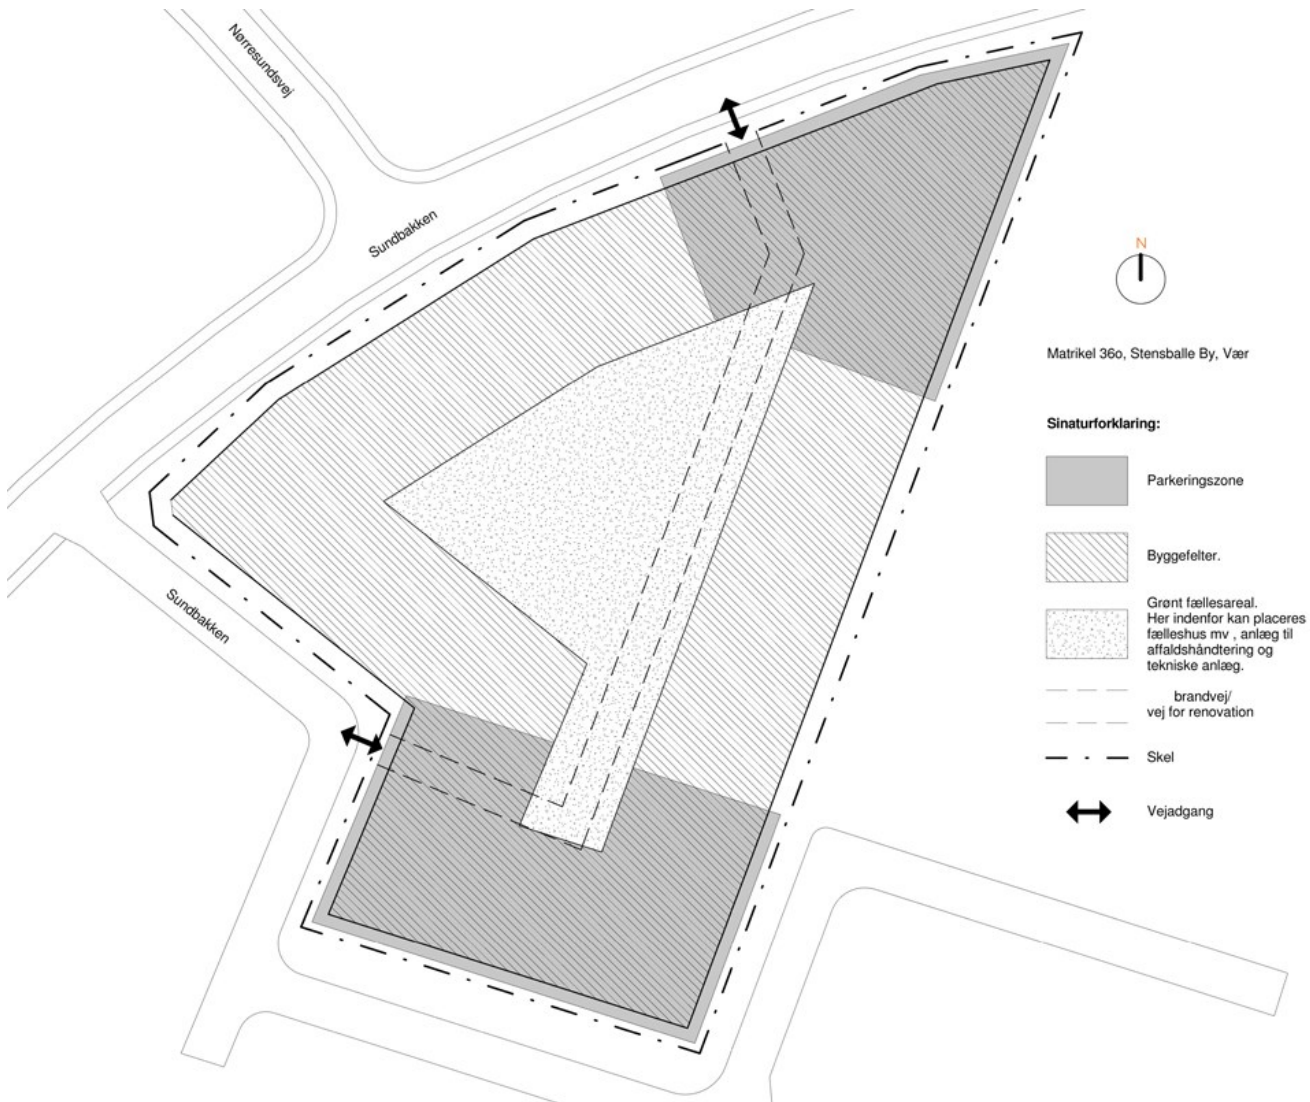 Nørresundsvej
Sundbakken
N
Matrikel 36o, Stensballe By, Vær
Sinaturforklaring:
Parkeringszone
Byggefelter.
Grønt fællesareal.
Her indenfor kan placeres
fælleshus mv , anlæg til
affaldshåndtering og
tekniske anlæg.
brandvej/
vej for renovation
Skel
Vejadgang
Sundbakken